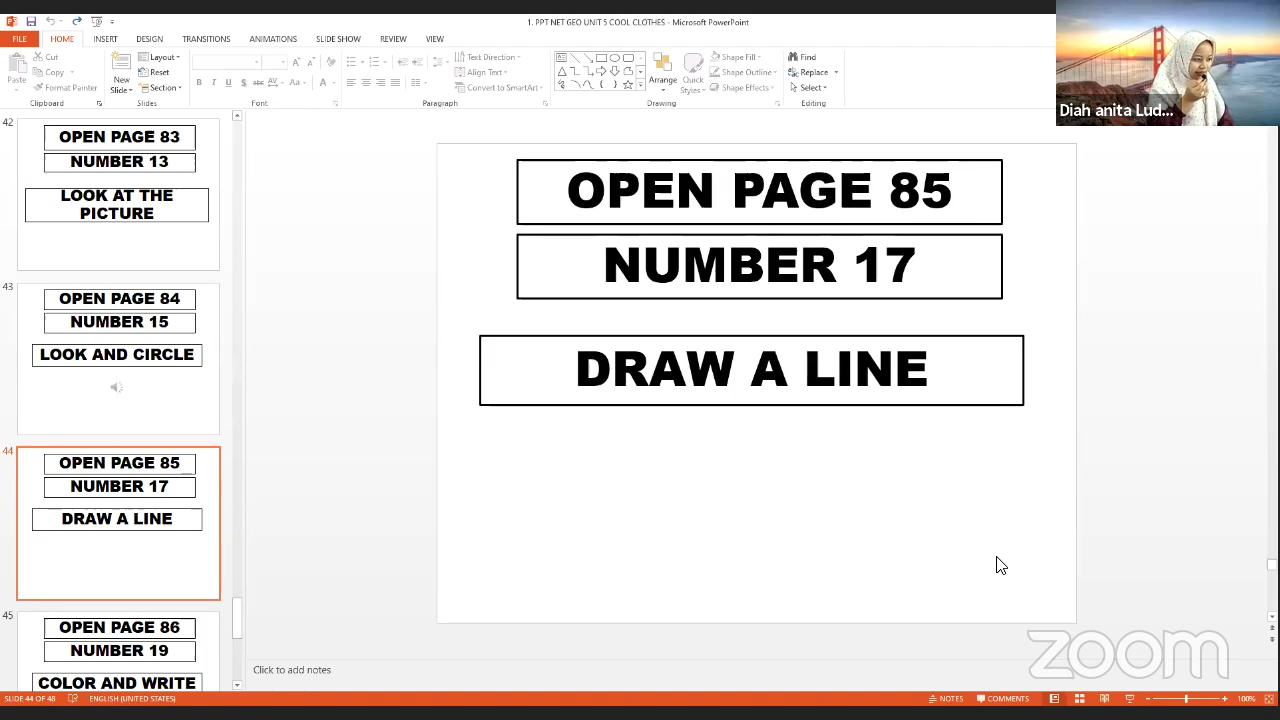 1. PPT NET GEO UNIT 5 COOL CLOTHES - Microsoft PowerPoint
FILE HOME INSERT DESIGN TRANSITIONS ANIMATIONS SLIDE SHOW REVIEW VIEW
Cut
Copy
Format Painter
Paste
Clipboard
New
Slide
Layout
Reset
Section
Slides
B I U S abc AV Aa A
Font
Text Direction
Align Text
Convert to SmartArt
Paragraph
Arrange
Quick
Styles
Shape Fill
Shape Outline
Shape Effects
Drawing
Find
Replace
Select
Editing
Diah anita Lud...
42
OPEN PAGE 83
NUMBER 13
LOOK AT THE
PICTURE
43
OPEN PAGE 84
NUMBER 15
LOOK AND CIRCLE
44
OPEN PAGE 85
NUMBER 17
DRAW A LINE
45
OPEN PAGE 86
NUMBER 19
COLOR AND WRITE
OPEN PAGE 85
NUMBER 17
DRAW A LINE
zoom
Click to add notes
SLIDE 44 OF 48 ENGLISH (UNITED STATES) NOTES COMMENTS 100%